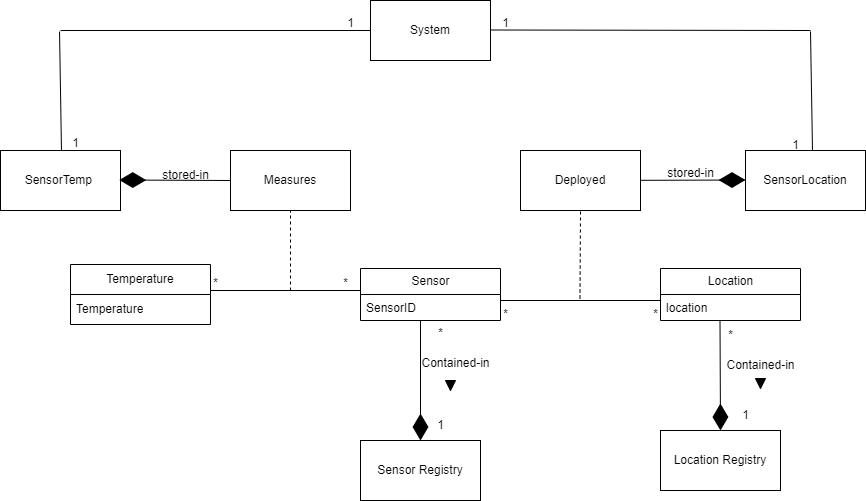 System
1
1
1
1
SensorTemp
stored-in
Measures
Deployed
stored-in
SensorLocation
Temperature
Temperature
*
*
Sensor
SensorID
*
*
Location
location
*
*
Contained-in
Contained-in
1
1
Sensor Registry
Location Registry